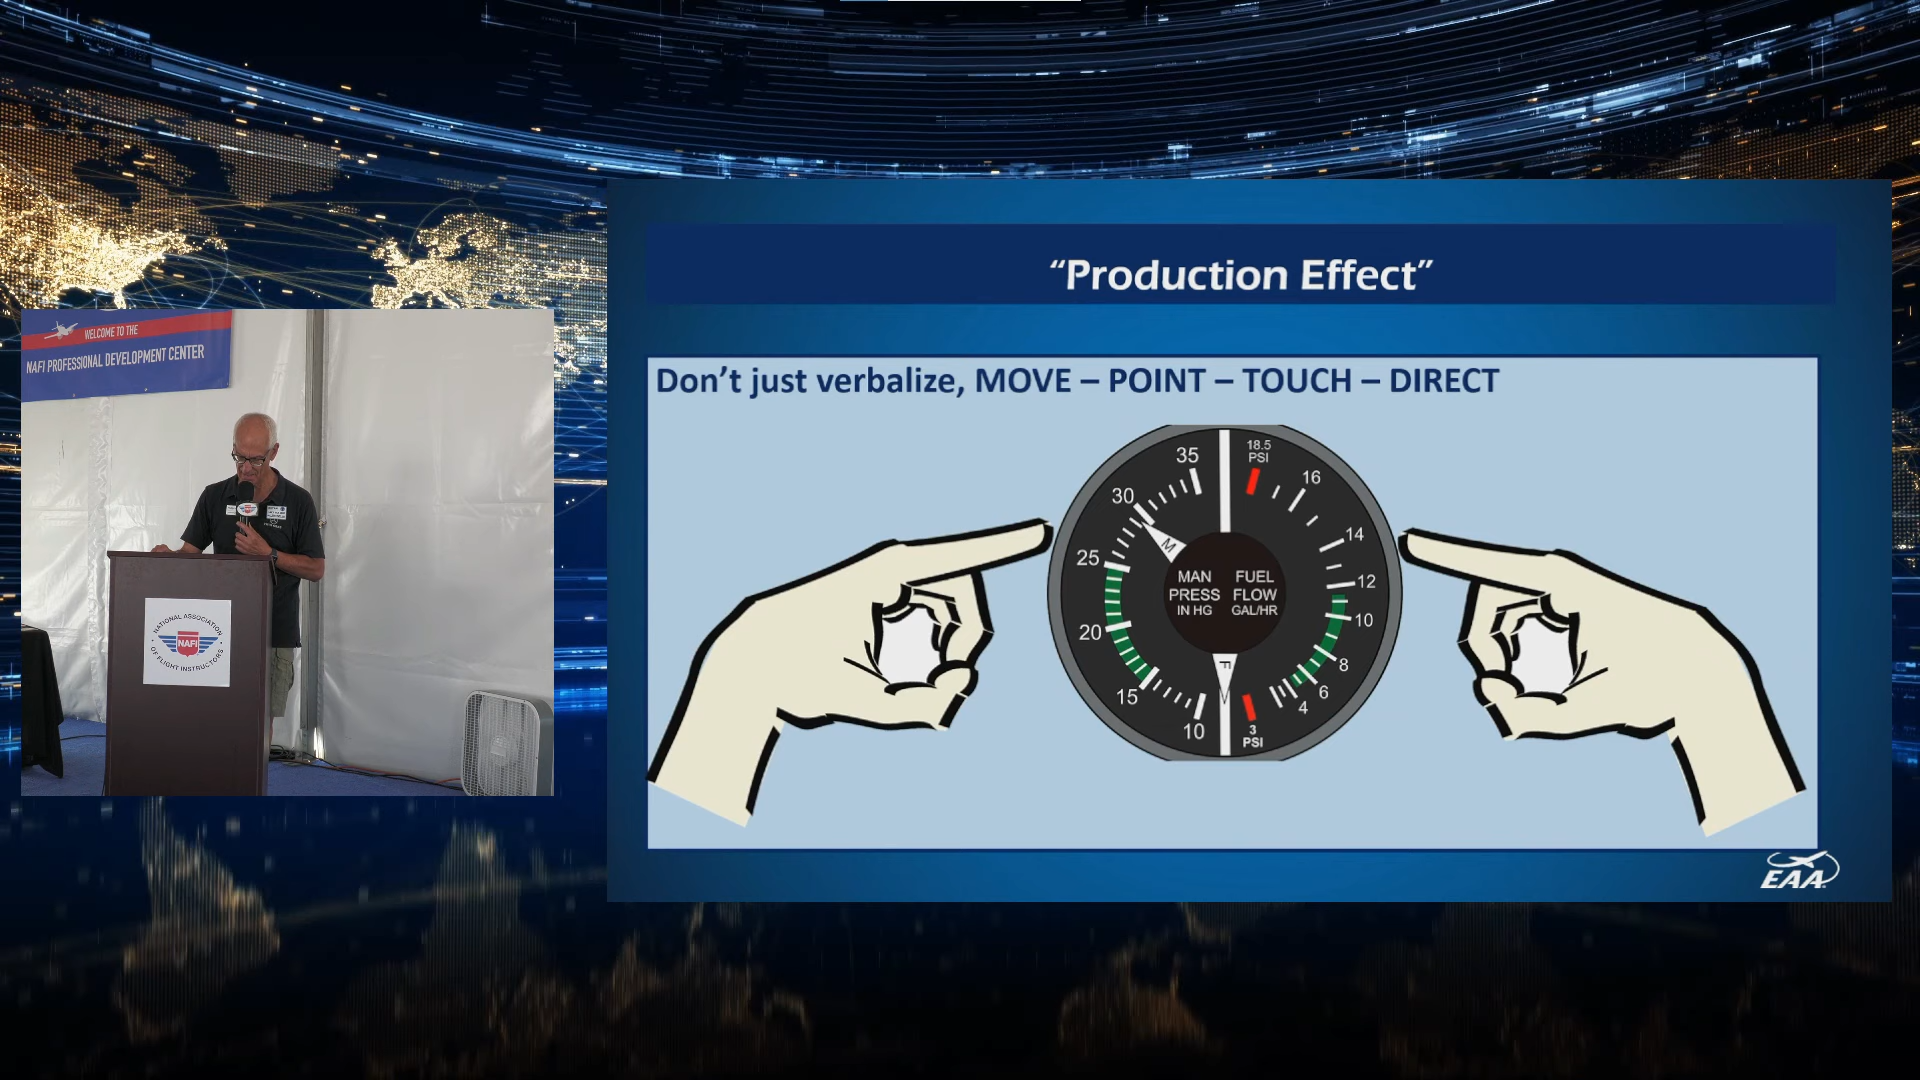 WELCOME TO THE
NAFI PROFESSIONAL DEVELOPMENT CENTER
NATIONAL ASSOCIATION
NAFI
OF FLIGHT INSTRUCTORS
“Production Effect”
Don’t just verbalize, MOVE – POINT – TOUCH – DIRECT
35
30
25
20
15
10
M
MAN
PRESS
IN HG
18.5
PSI
16
14
12
10
8
6
4
3
PSI
FUEL
FLOW
GAL/HR
F
EAA